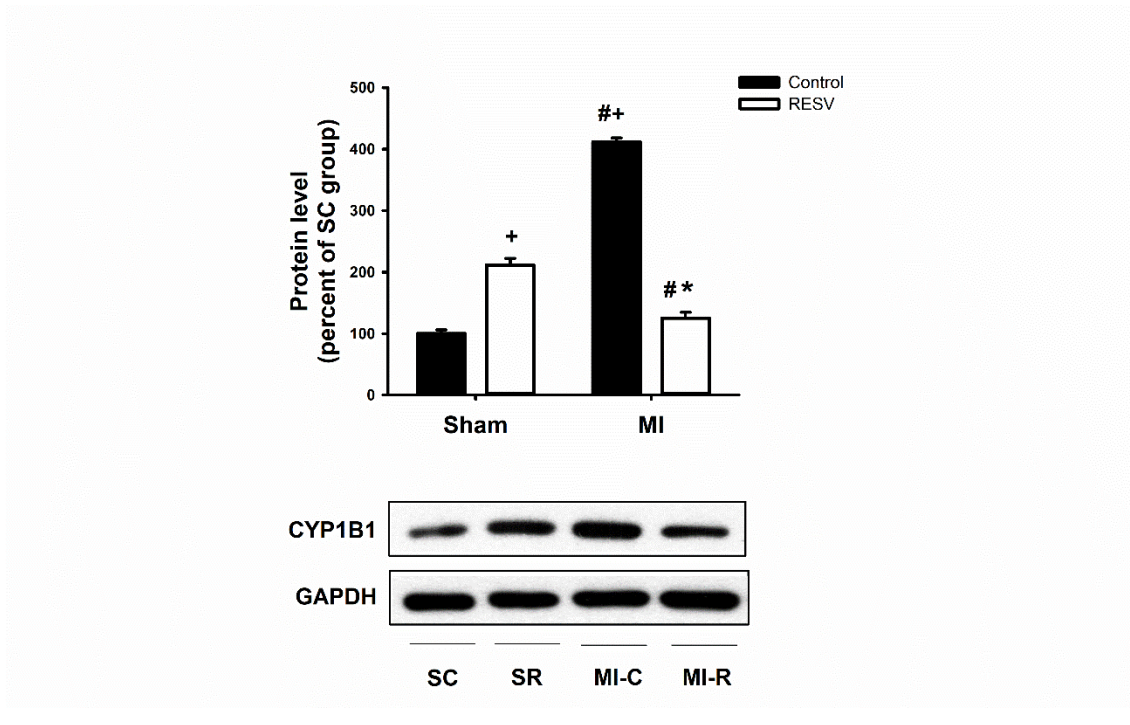 Control
RESV
Protein level
(percent of SC group)
500
400
300
200
100
0
#+
+
#*
Sham MI
CYP1B1
GAPDH
SC SR MI-C MI-R